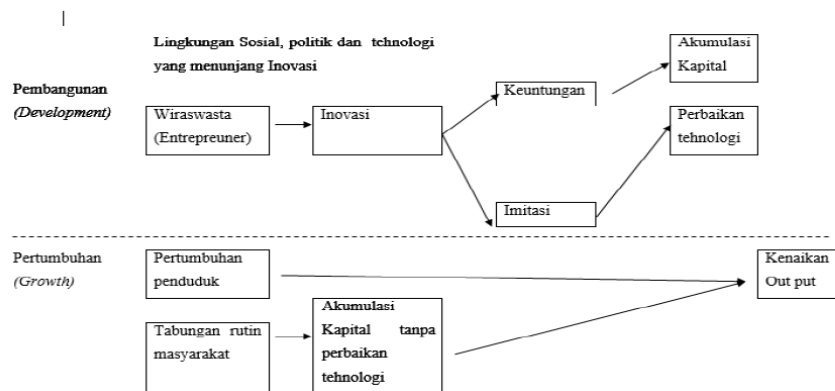 Lingkungan Sosial, politik dan tehnologi
yang menunjang Inovasi
Akumulasi
Kapital
Pembangunan
(Development)
Wiraswasta
(Entrepreuner)
Inovasi
Keuntungan
Perbaikan
tehnologi
Imitasi
Pertumbuhan
(Growth)
Pertumbuhan
penduduk
Kenaikan
Out put
Tabungan rutin
masyarakat
Akumulasi
Kapital tanpa
perbaikan
tehnologi